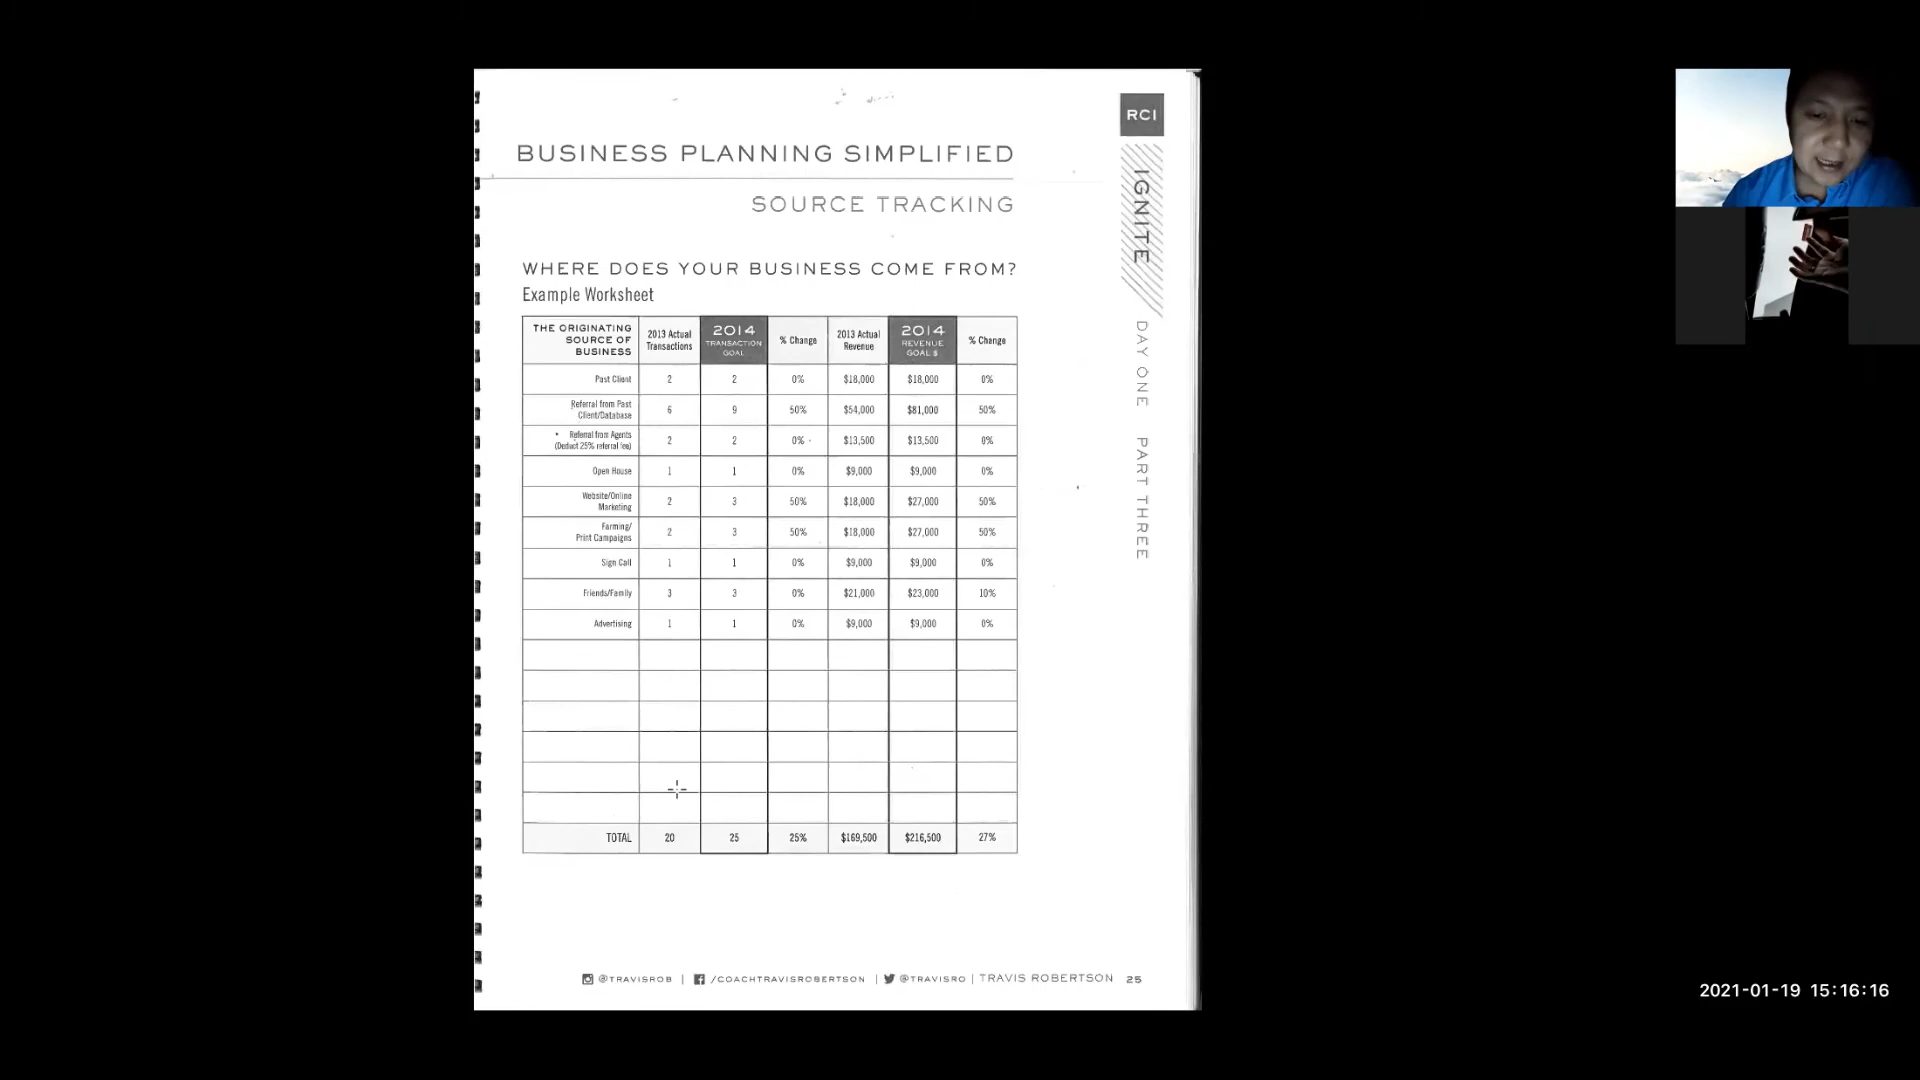 RCI
IGNITE
DAY ONE PART THREE
BUSINESS PLANNING SIMPLIFIED
SOURCE TRACKING
WHERE DOES YOUR BUSINESS COME FROM?
Example Worksheet
THE ORIGINATING SOURCE OF BUSINESS 2013 Actual Transactions 2014 TRANSACTION GOAL % Change 2013 Actual Revenue 2014 REVENUE GOAL $ % Change
Past Client 2 2 0% $18,000 $18,000 0%
Referral from Past Client/Database 6 9 50% $54,000 $81,000 50%
* Referral from Agents (Deduct 25% referral fee) 2 2 0% $13,500 $13,500 0%
Open House 1 1 0% $9,000 $9,000 0%
Website/Online Marketing 2 3 50% $18,000 $27,000 50%
Farming/ Print Campaigns 2 3 50% $18,000 $27,000 50%
Sign Call 1 1 0% $9,000 $9,000 0%
Friends/Family 3 3 0% $21,000 $23,000 10%
Advertising 1 1 0% $9,000 $9,000 0%
TOTAL 20 25 25% $169,500 $216,500 27%
@TRAVISROB | /COACHTRAVISROBERTSON | @TRAVISRO | TRAVIS ROBERTSON 25
2021-01-19 15:16:16